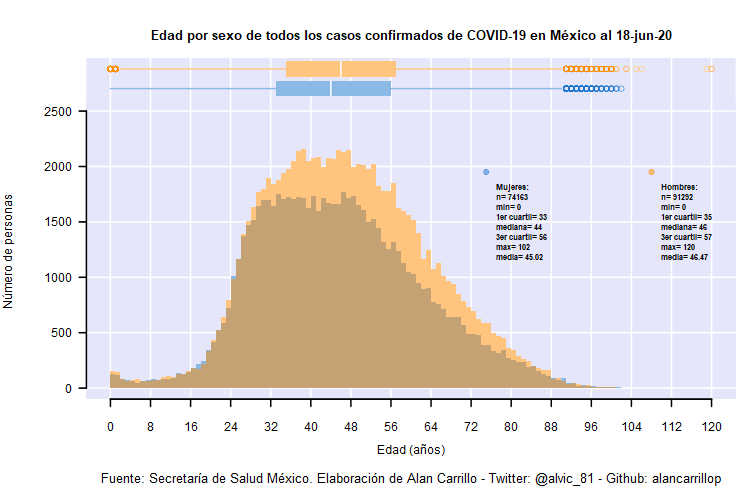 Edad por sexo de todos los casos confirmados de COVID-19 en México al 18-jun-20
2500
2000
1500
1000
500
0
Número de personas
Mujeres:
n= 74163
min= 0
1er cuartil= 33
mediana= 44
3er cuartil= 56
max= 102
media= 45.02
Hombres:
n= 91292
min= 0
1er cuartil= 35
mediana= 46
3er cuartil= 57
max= 120
media= 46.47
0 8 16 24 32 40 48 56 64 72 80 88 96 104 112 120
Edad (años)
Fuente: Secretaría de Salud México. Elaboración de Alan Carrillo - Twitter: @alvic_81 - Github: alancarrillop